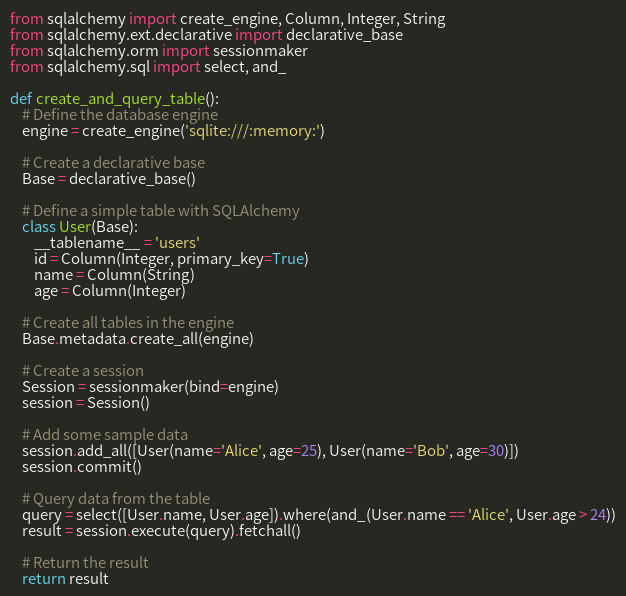 from sqlalchemy import create_engine, Column, Integer, String
from sqlalchemy.ext.declarative import declarative_base
from sqlalchemy.orm import sessionmaker
from sqlalchemy.sql import select, and_

def create_and_query_table():
    # Define the database engine
    engine = create_engine('sqlite:///:memory:')

    # Create a declarative base
    Base = declarative_base()

    # Define a simple table with SQLAlchemy
    class User(Base):
        __tablename__ = 'users'
        id = Column(Integer, primary_key=True)
        name = Column(String)
        age = Column(Integer)

    # Create all tables in the engine
    Base.metadata.create_all(engine)

    # Create a session
    Session = sessionmaker(bind=engine)
    session = Session()

    # Add some sample data
    session.add_all([User(name='Alice', age=25), User(name='Bob', age=30)])
    session.commit()

    # Query data from the table
    query = select([User.name, User.age]).where(and_(User.name == 'Alice', User.age > 24))
    result = session.execute(query).fetchall()

    # Return the result
    return result